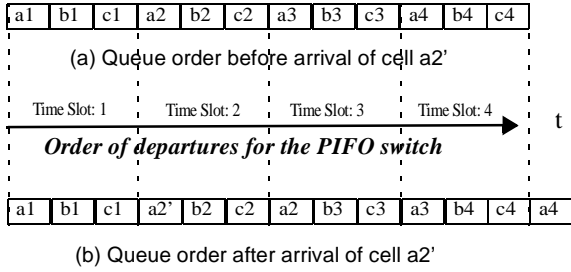 a1 b1 c1 a2 b2 c2 a3 b3 c3 a4 b4 c4
(a) Queue order before arrival of cell a2’
Time Slot: 1 Time Slot: 2 Time Slot: 3 Time Slot: 4
t
Order of departures for the PIFO switch
a1 b1 c1 a2’ b2 c2 a2 b3 c3 a3 b4 c4 a4
(b) Queue order after arrival of cell a2’